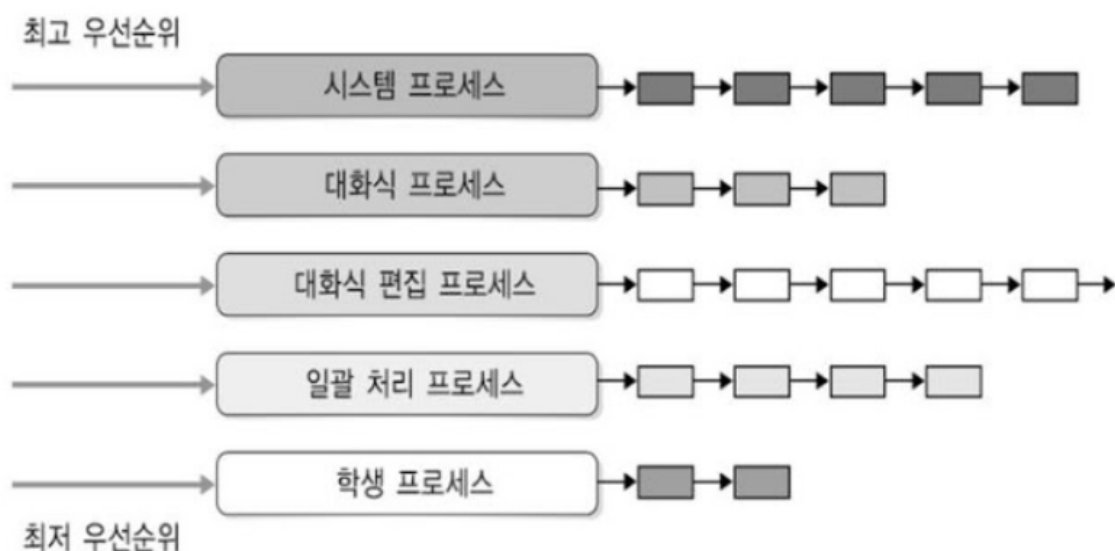 최고 우선순위
시스템 프로세스
대화식 프로세스
대화식 편집 프로세스
일괄 처리 프로세스
학생 프로세스
최저 우선순위